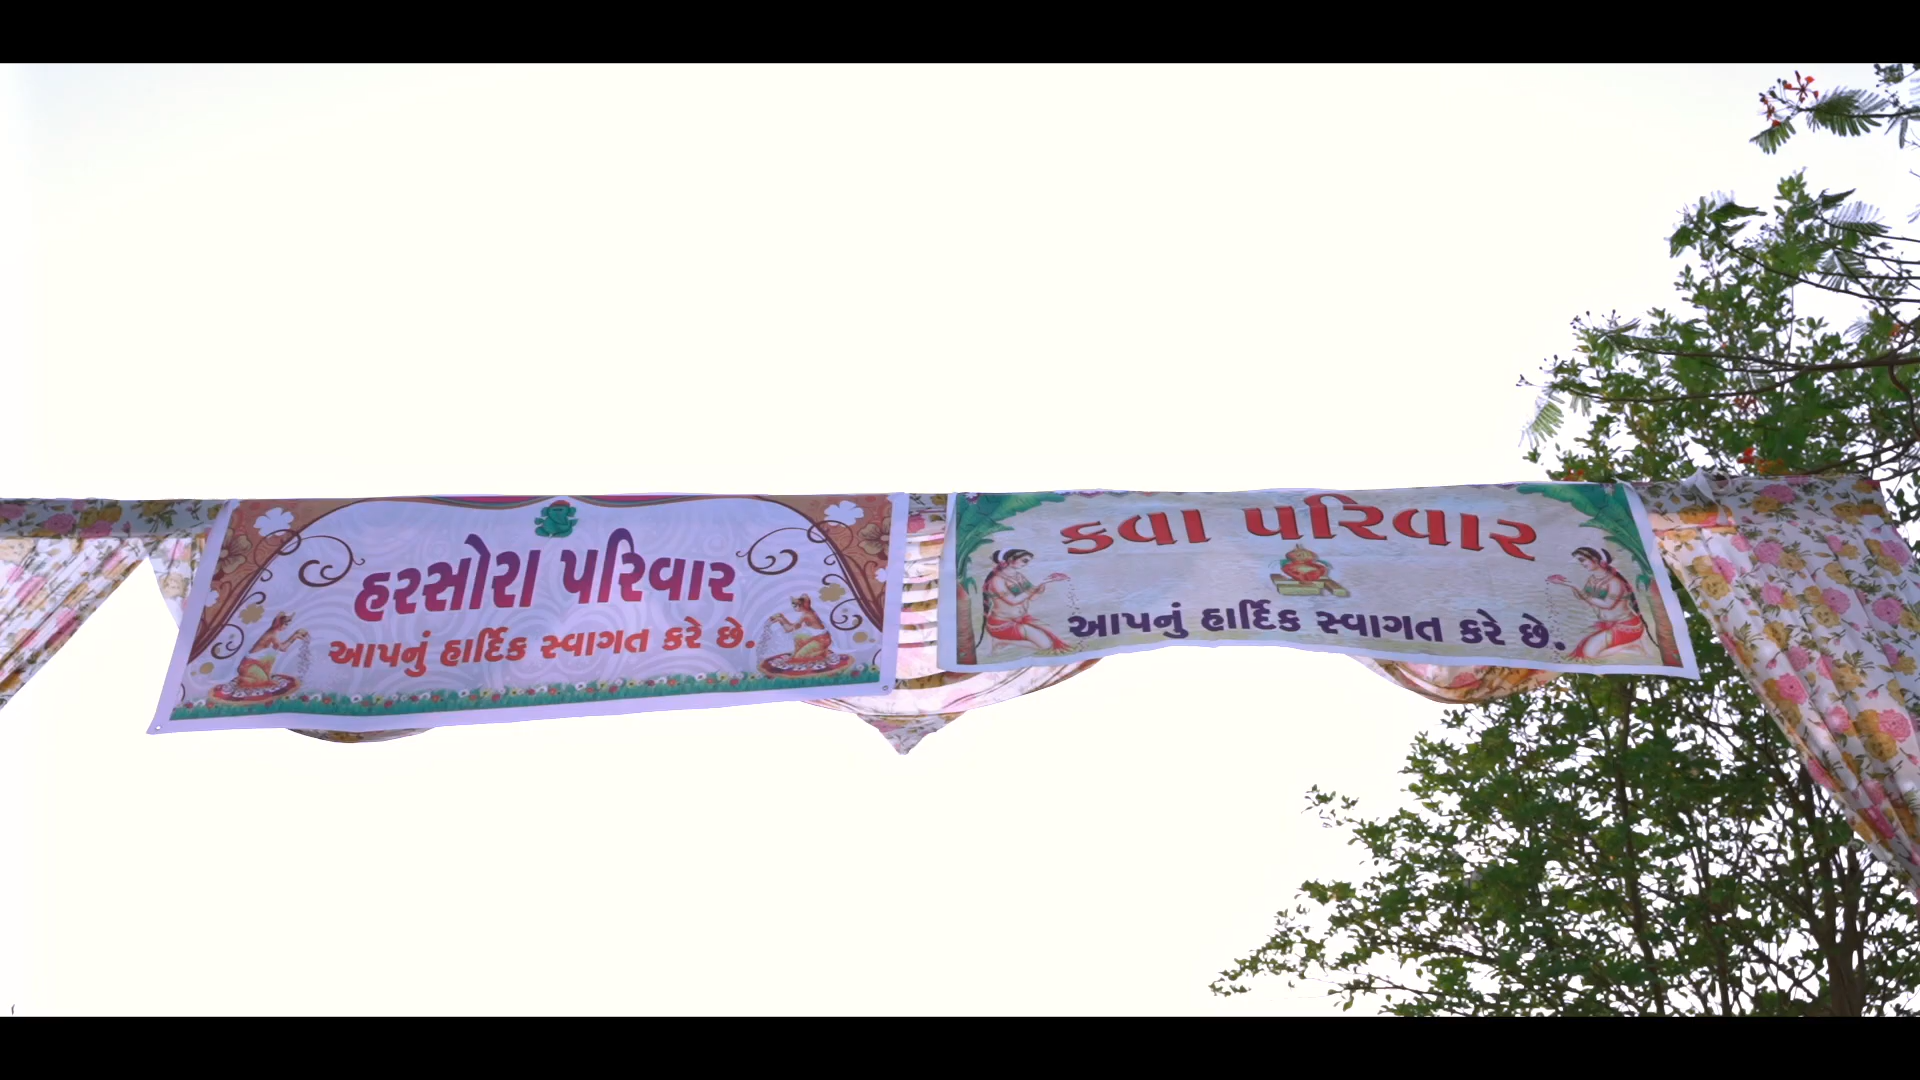 હરસોરા પરિવાર
આપનું હાર્દિક સ્વાગત કરે છે.
કવા પરિવાર
આપનું હાર્દિક સ્વાગત કરે છે.